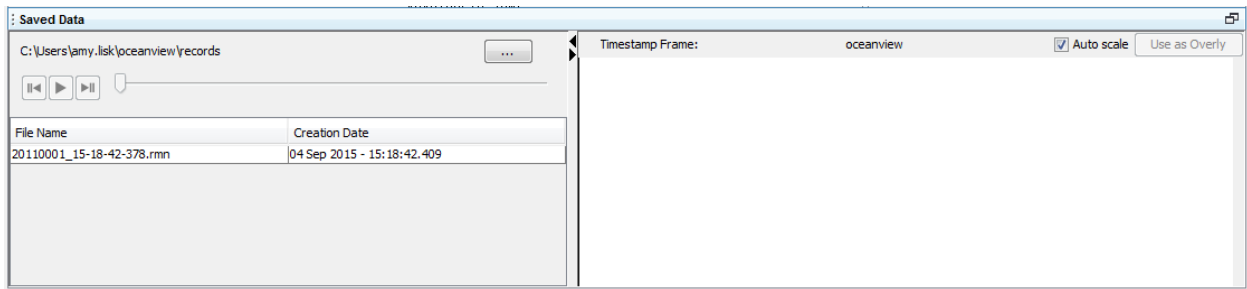 Saved Data
C:\Users\amy.lisk\oceanview\records
...
Timestamp Frame:
oceanview
Auto scale
Use as Overly
File Name
Creation Date
20110001_15-18-42-378.rmn
04 Sep 2015 - 15:18:42.409